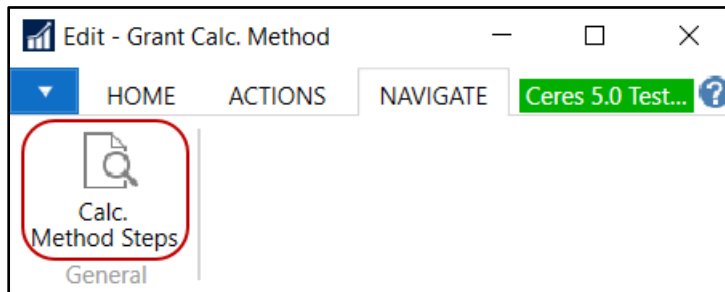 Edit - Grant Calc. Method
HOME ACTIONS NAVIGATE Ceres 5.0 Test... ?
Calc.
Method Steps
General